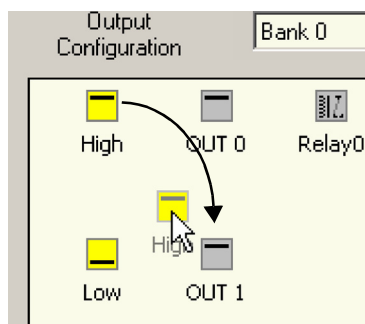 Output
Configuration
Bank 0
High
OUT 0
Relay0
High
Low
OUT 1